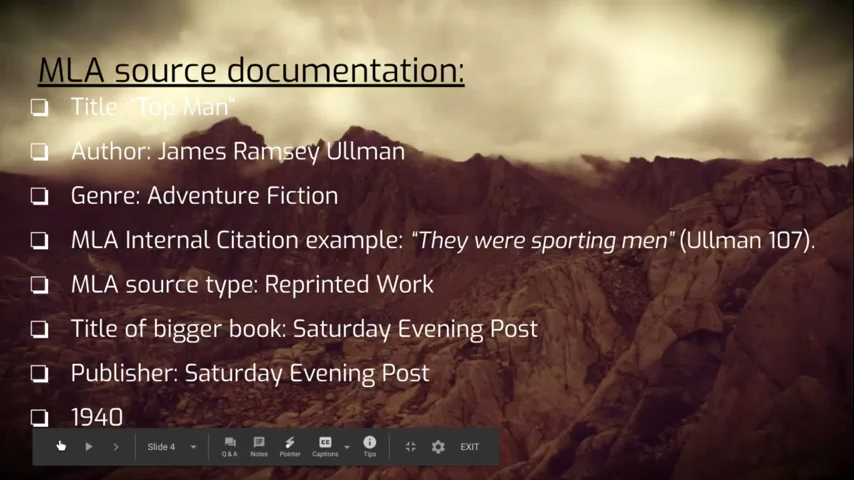 MLA source documentation:
Title: "Top Man"
Author: James Ramsey Ullman
Genre: Adventure Fiction
MLA Internal Citation example: “They were sporting men” (Ullman 107).
MLA source type: Reprinted Work
Title of bigger book: Saturday Evening Post
Publisher: Saturday Evening Post
1940
Slide 4 Q & A Notes Pointer CC Captions Tips EXIT